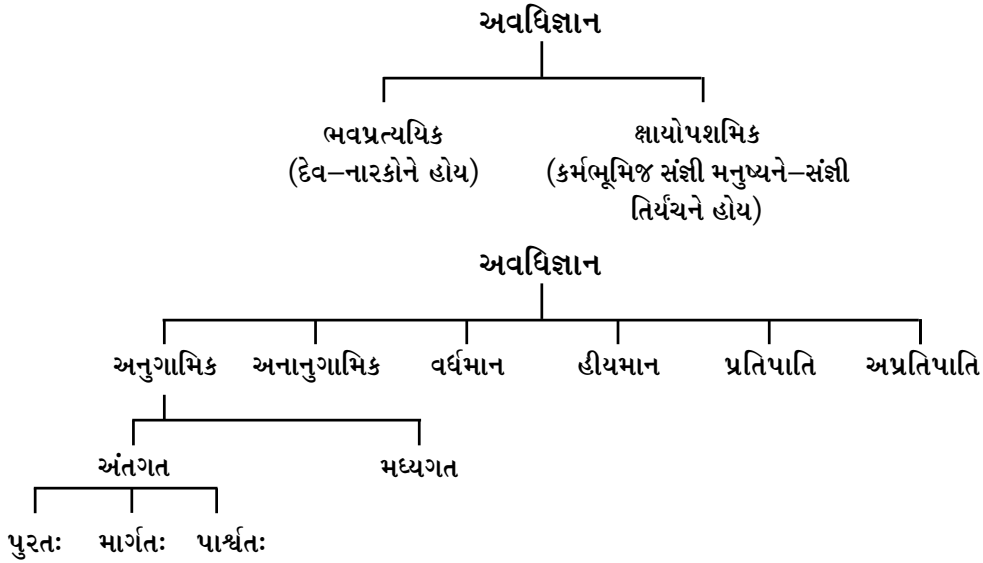 અવધિજ્ઞાન
ભવપ્રત્યયિક ક્ષાયોપશમિક
(દેવ–નારકોને હોય) (કર્મભૂમિજ સંજ્ઞી મનુષ્યને–સંજ્ઞી
તિર્યંચને હોય)
અવધિજ્ઞાન
અનુગામિક અનાનુગામિક વર્ધમાન હીયમાન પ્રતિપાતિ અપ્રતિપાતિ
અંતગત મધ્યગત
પુરતઃ માર્ગતઃ પાર્શ્વતઃ